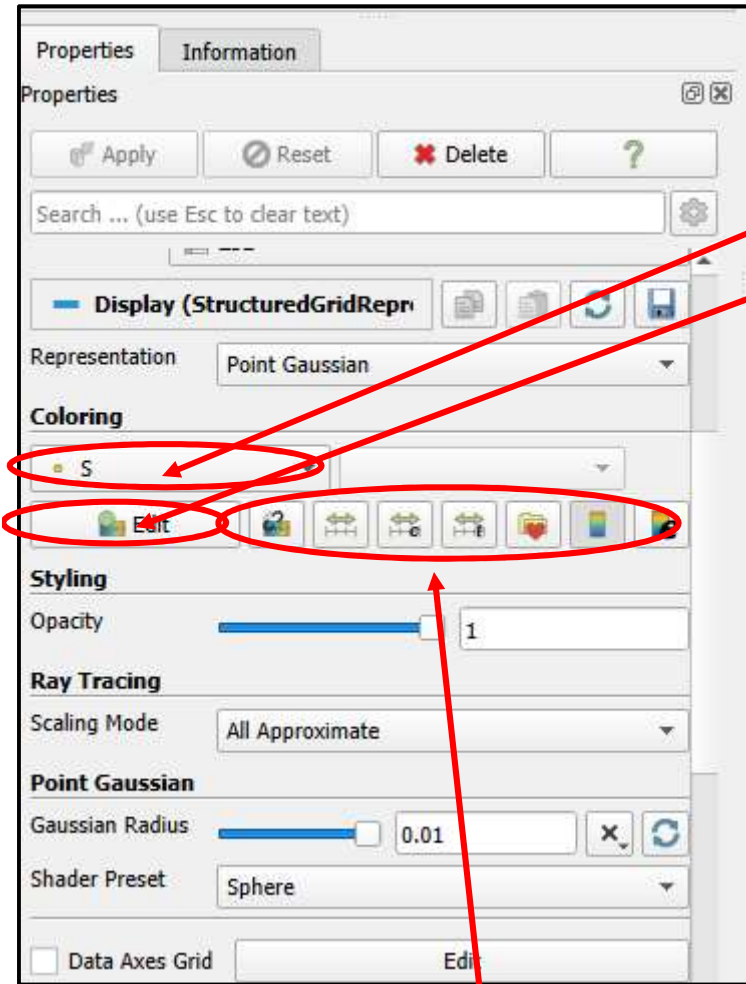 Properties Information
Properties
Apply Reset Delete ?
Search ... (use Esc to clear text)
Display (StructuredGridRepr
Representation Point Gaussian
Coloring
S
Edit
Styling
Opacity 1
Ray Tracing
Scaling Mode All Approximate
Point Gaussian
Gaussian Radius 0.01
Shader Preset Sphere
Data Axes Grid Edit